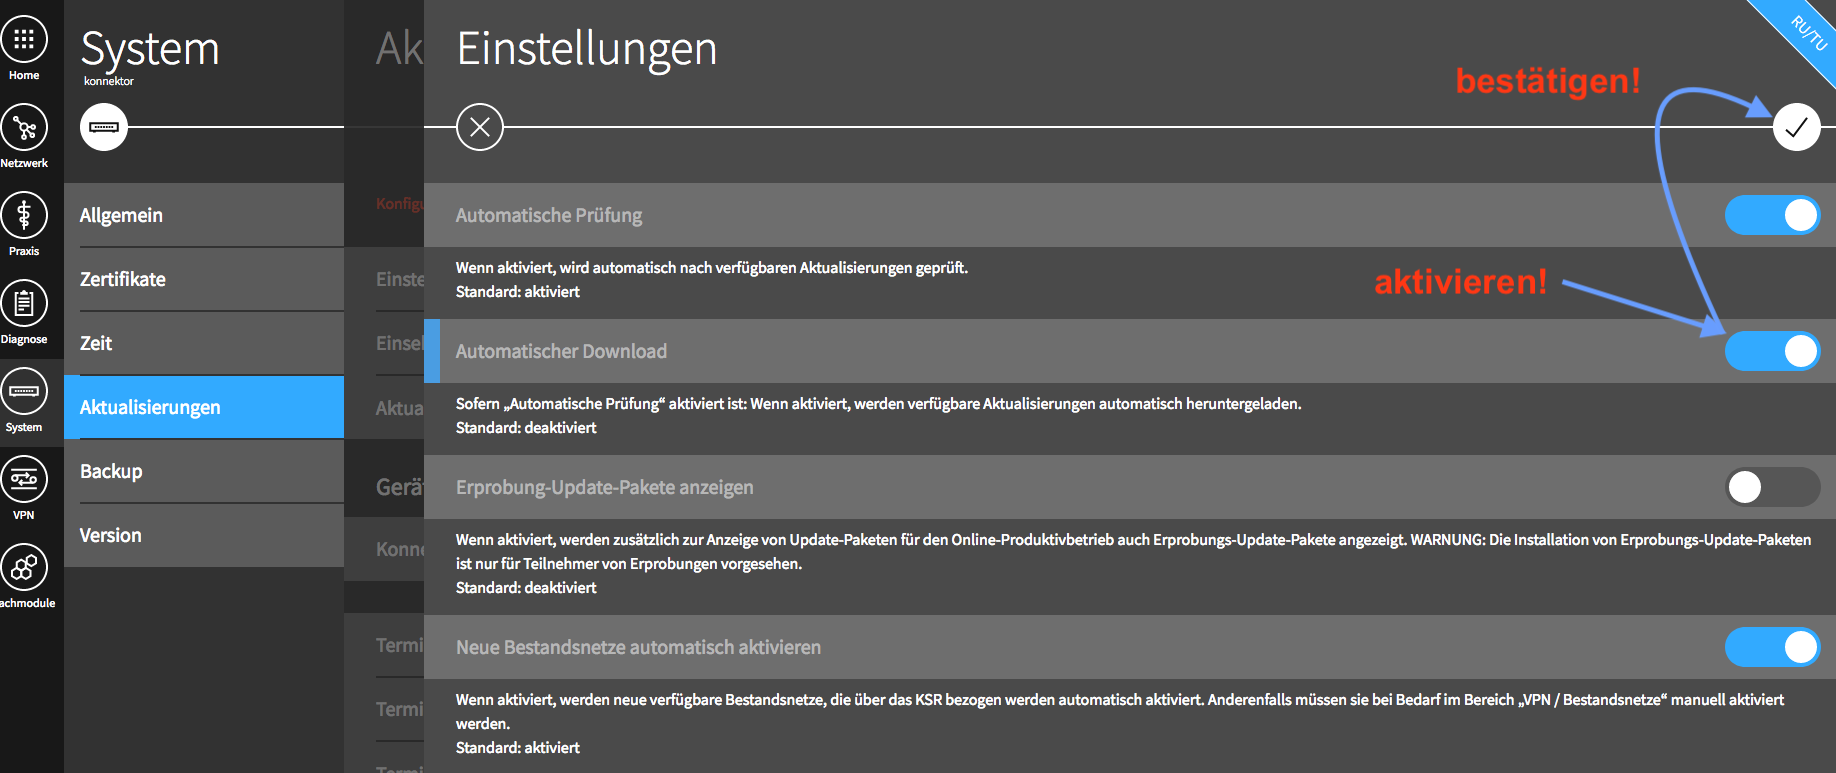 Home
Netzwerk
Praxis
Diagnose
System
VPN
achmodule
System
konnektor
Allgemein
Zertifikate
Zeit
Aktualisierungen
Backup
Version
Ak
Konfigu
Einste
Einsel
Aktua
Gerät
Konne
Termi
Termi
Termi
Einstellungen
RU/TU
bestätigen!
Automatische Prüfung
Wenn aktiviert, wird automatisch nach verfügbaren Aktualisierungen geprüft.
Standard: aktiviert
aktivieren!
Automatischer Download
Sofern „Automatische Prüfung“ aktiviert ist: Wenn aktiviert, werden verfügbare Aktualisierungen automatisch heruntergeladen.
Standard: deaktiviert
Erprobung-Update-Pakete anzeigen
Wenn aktiviert, werden zusätzlich zur Anzeige von Update-Paketen für den Online-Produktivbetrieb auch Erprobungs-Update-Pakete angezeigt. WARNUNG: Die Installation von Erprobungs-Update-Paketen
ist nur für Teilnehmer von Erprobungen vorgesehen.
Standard: deaktiviert
Neue Bestandsnetze automatisch aktivieren
Wenn aktiviert, werden neue verfügbare Bestandsnetze, die über das KSR bezogen werden automatisch aktiviert. Anderenfalls müssen sie bei Bedarf im Bereich „VPN / Bestandsnetze“ manuell aktiviert
werden.
Standard: aktiviert